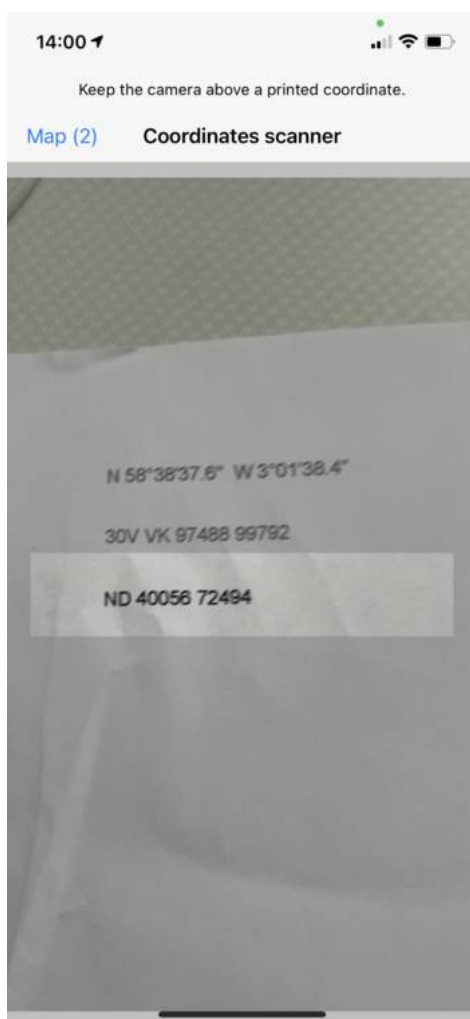 14:00
Keep the camera above a printed coordinate.
Map (2) Coordinates scanner
N 58°38'37.6" W 3°01'38.4"
30V VK 97488 99792
ND 40056 72494